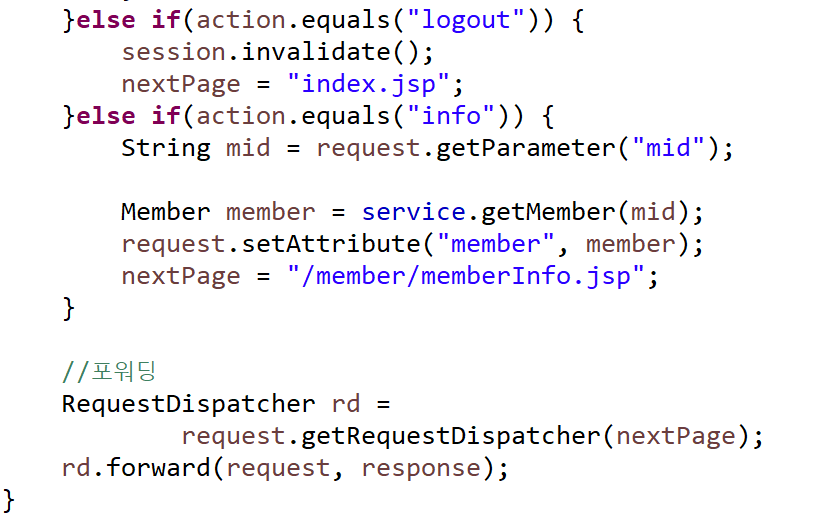 }else if(action.equals("logout")) {
session.invalidate();
nextPage = "index.jsp";
}else if(action.equals("info")) {
String mid = request.getParameter("mid");
Member member = service.getMember(mid);
request.setAttribute("member", member);
nextPage = "/member/memberInfo.jsp";
}
//포워딩
RequestDispatcher rd =
request.getRequestDispatcher(nextPage);
rd.forward(request, response);
}